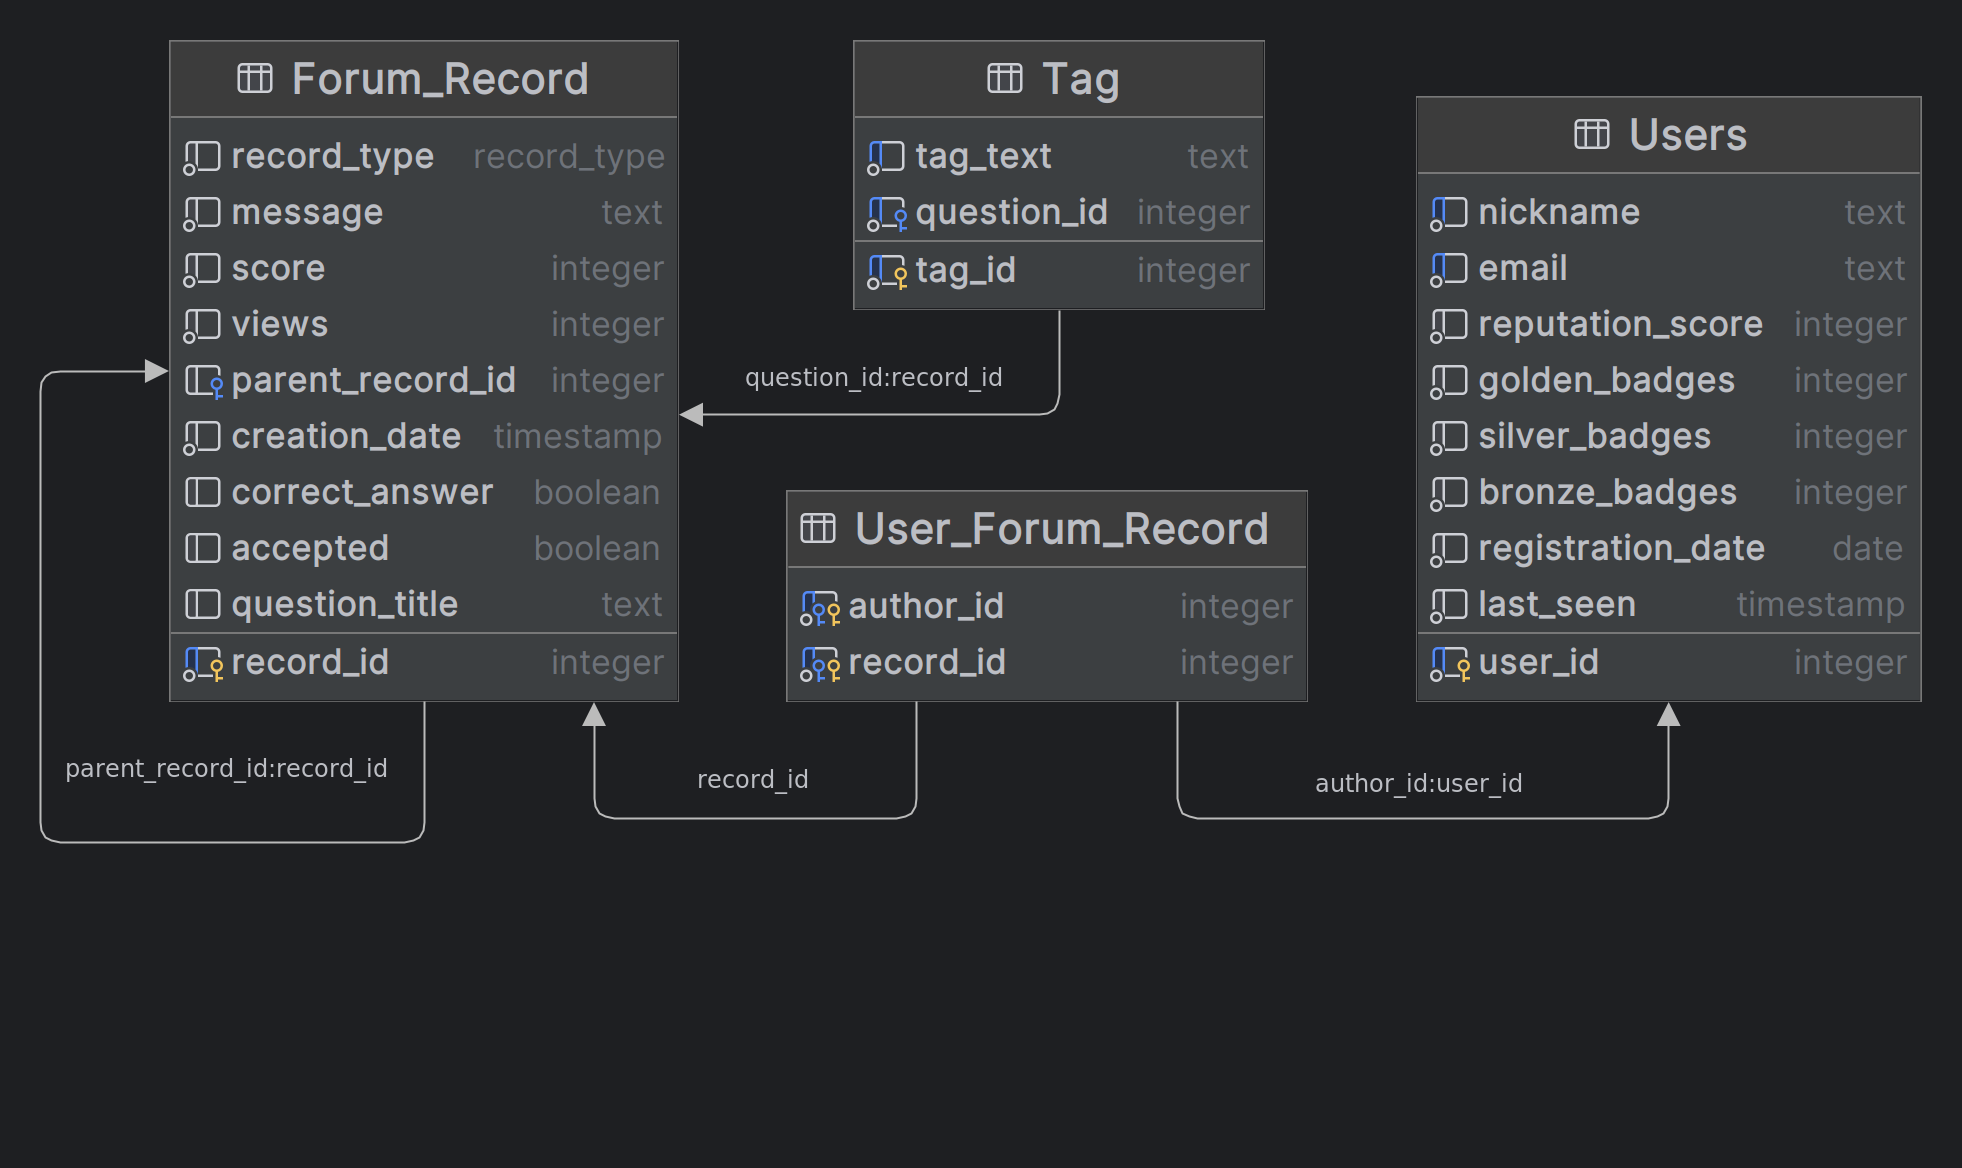 Forum_Record
record_type record_type
message text
score integer
views integer
parent_record_id integer
creation_date timestamp
correct_answer boolean
accepted boolean
question_title text
record_id integer
parent_record_id:record_id
Tag
tag_text text
question_id integer
tag_id integer
question_id:record_id
User_Forum_Record
author_id integer
record_id integer
record_id
author_id:user_id
Users
nickname text
email text
reputation_score integer
golden_badges integer
silver_badges integer
bronze_badges integer
registration_date date
last_seen timestamp
user_id integer